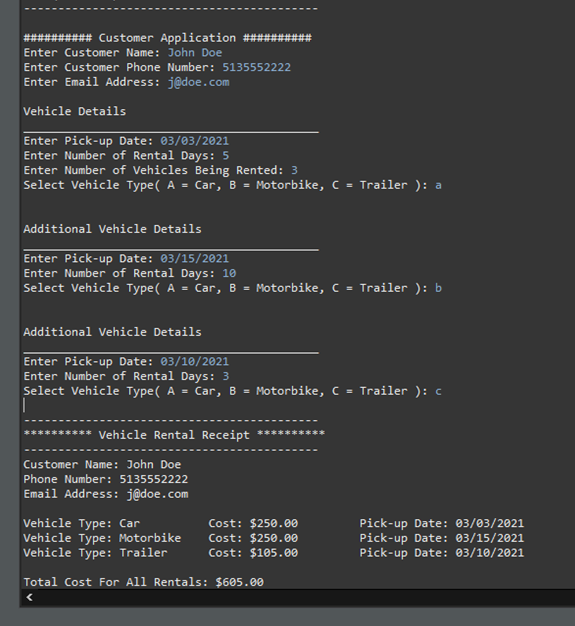 -------------------------------------------
########## Customer Application ##########
Enter Customer Name: John Doe
Enter Customer Phone Number: 5135552222
Enter Email Address: j@doe.com
Vehicle Details
___________________________________________
Enter Pick-up Date: 03/03/2021
Enter Number of Rental Days: 5
Enter Number of Vehicles Being Rented: 3
Select Vehicle Type( A = Car, B = Motorbike, C = Trailer ): a
Additional Vehicle Details
___________________________________________
Enter Pick-up Date: 03/15/2021
Enter Number of Rental Days: 10
Select Vehicle Type( A = Car, B = Motorbike, C = Trailer ): b
Additional Vehicle Details
___________________________________________
Enter Pick-up Date: 03/10/2021
Enter Number of Rental Days: 3
Select Vehicle Type( A = Car, B = Motorbike, C = Trailer ): c
-------------------------------------------
********** Vehicle Rental Receipt **********
-------------------------------------------
Customer Name: John Doe
Phone Number: 5135552222
Email Address: j@doe.com
Vehicle Type: Car Cost: $250.00 Pick-up Date: 03/03/2021
Vehicle Type: Motorbike Cost: $250.00 Pick-up Date: 03/15/2021
Vehicle Type: Trailer Cost: $105.00 Pick-up Date: 03/10/2021
Total Cost For All Rentals: $605.00